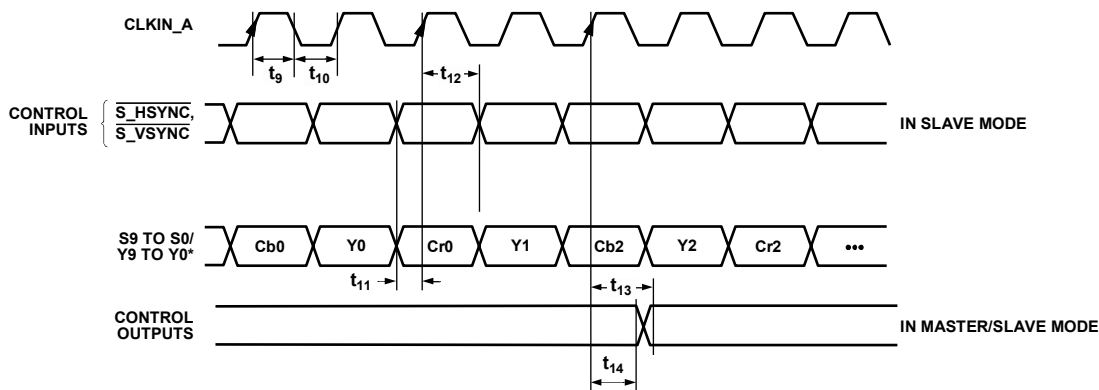 CLKIN_A
t9
t10
t12
CONTROL
INPUTS
S_HSYNC,
S_VSYNC
IN SLAVE MODE
S9 TO S0/
Y9 TO Y0*
Cb0
Y0
Cr0
Y1
Cb2
Y2
Cr2
•••
t11
t13
CONTROL
OUTPUTS
IN MASTER/SLAVE MODE
t14